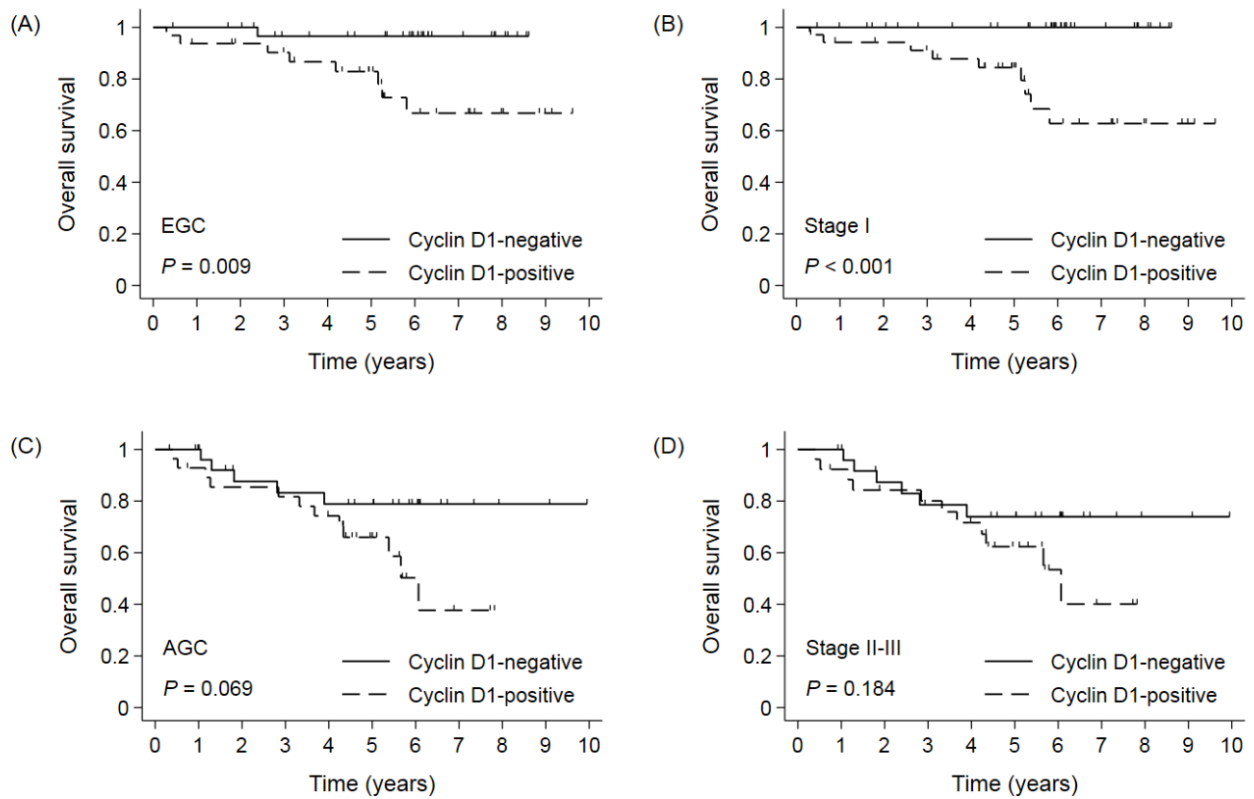 (A)
Overall survival
1
0.8
0.6
0.4
0.2
0
EGC
P = 0.009
Cyclin D1-negative
Cyclin D1-positive
0 1 2 3 4 5 6 7 8 9 10
Time (years)
(B)
Overall survival
1
0.8
0.6
0.4
0.2
0
Stage I
P < 0.001
Cyclin D1-negative
Cyclin D1-positive
0 1 2 3 4 5 6 7 8 9 10
Time (years)
(C)
Overall survival
1
0.8
0.6
0.4
0.2
0
AGC
P = 0.069
Cyclin D1-negative
Cyclin D1-positive
0 1 2 3 4 5 6 7 8 9 10
Time (years)
(D)
Overall survival
1
0.8
0.6
0.4
0.2
0
Stage II-III
P = 0.184
Cyclin D1-negative
Cyclin D1-positive
0 1 2 3 4 5 6 7 8 9 10
Time (years)